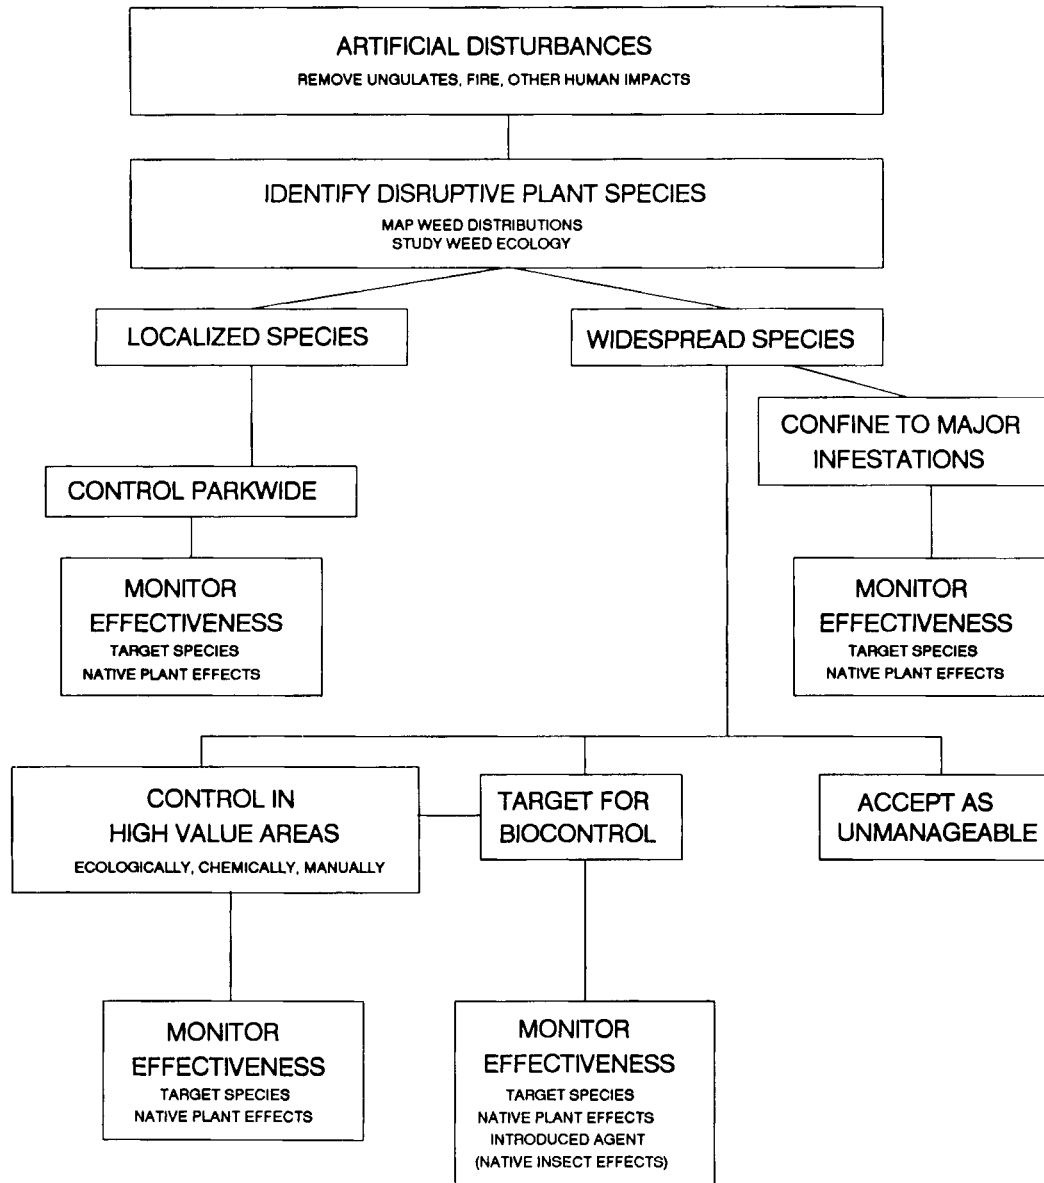 ARTIFICIAL DISTURBANCES
REMOVE UNGULATES, FIRE, OTHER HUMAN IMPACTS
IDENTIFY DISRUPTIVE PLANT SPECIES
MAP WEED DISTRIBUTIONS
STUDY WEED ECOLOGY
LOCALIZED SPECIES
WIDESPREAD SPECIES
CONFINE TO MAJOR
INFESTATIONS
CONTROL PARKWIDE
MONITOR
EFFECTIVENESS
TARGET SPECIES
NATIVE PLANT EFFECTS
MONITOR
EFFECTIVENESS
TARGET SPECIES
NATIVE PLANT EFFECTS
CONTROL IN
HIGH VALUE AREAS
ECOLOGICALLY, CHEMICALLY, MANUALLY
TARGET FOR
BIOCONTROL
ACCEPT AS
UNMANAGEABLE
MONITOR
EFFECTIVENESS
TARGET SPECIES
NATIVE PLANT EFFECTS
MONITOR
EFFECTIVENESS
TARGET SPECIES
NATIVE PLANT EFFECTS
INTRODUCED AGENT
(NATIVE INSECT EFFECTS)